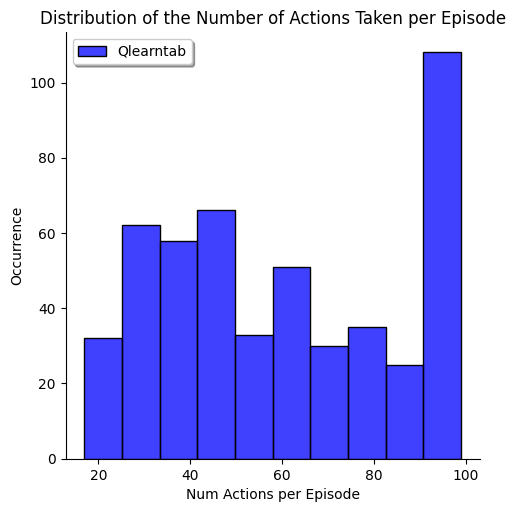 Distribution of the Number of Actions Taken per Episode
Qlearntab
100
80
60
40
20
0
Occurrence
20 40 60 80 100
Num Actions per Episode